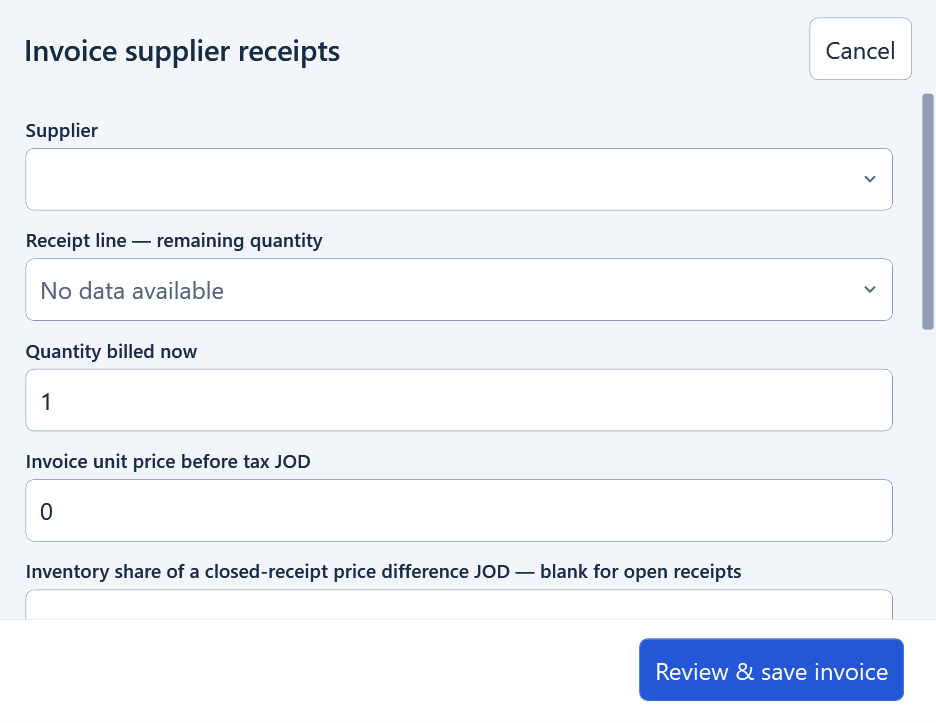 Invoice supplier receipts
Cancel
Supplier
Receipt line — remaining quantity
No data available
Quantity billed now
1
Invoice unit price before tax JOD
0
Inventory share of a closed-receipt price difference JOD — blank for open receipts
Review & save invoice